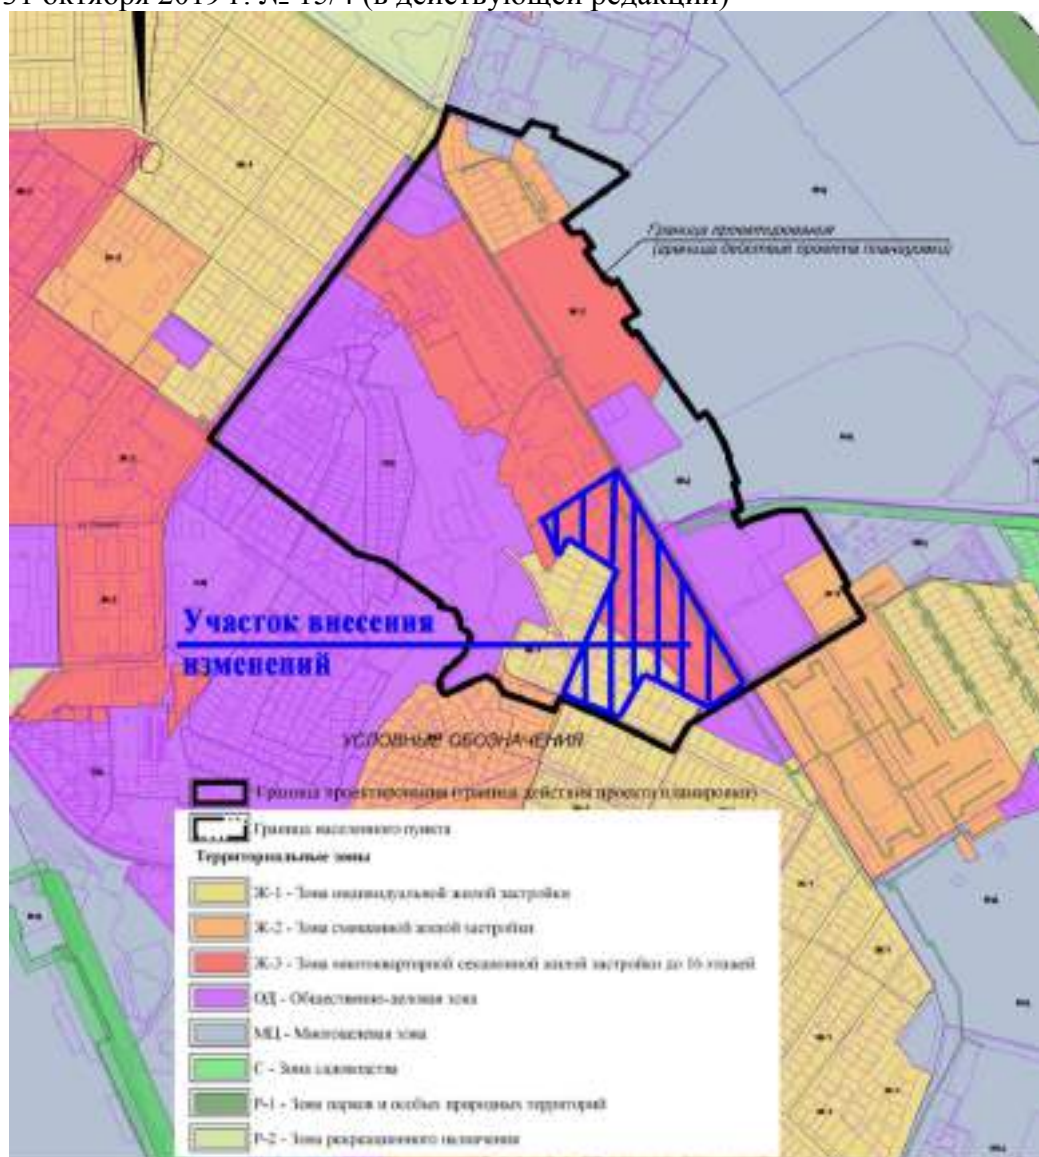 31 октября 2019 г. № 15/4 (в действующей редакции)
Ж-1
Граница проектирования
(граница действия проекта планировки)
Участок внесения
изменений
УСЛОВНЫЕ ОБОЗНАЧЕНИЯ
Граница проектирования (граница действия проекта планировки)
Граница населенного пункта
Территориальные зоны
Ж-1 - Зона индивидуальной жилой застройки
Ж-2 - Зона смешанной жилой застройки
Ж-3 - Зона многоквартирной секционной жилой застройки до 16 этажей
ОД - Общественно-деловая зона
МЦ - Многоцелевая зона
С - Зона садоводства
Р-1 - Зона парков и особых природных территорий
Р-2 - Зона рекреационного назначения